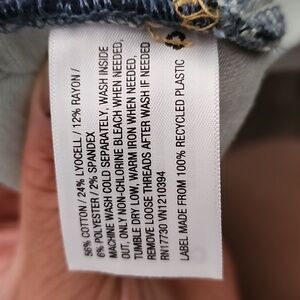 56% COTTON / 24% LYOCELL / 12% RAYON /
6% POLYESTER / 2% SPANDEX
MACHINE WASH COLD SEPARATELY, WASH INSIDE
OUT, ONLY NON-CHLORINE BLEACH WHEN NEEDED,
TUMBLE DRY LOW, WARM IRON WHEN NEEDED,
REMOVE LOOSE THREADS AFTER WASH IF NEEDED
RN17730 VN1210394
LABEL MADE FROM 100% RECYCLED PLASTIC